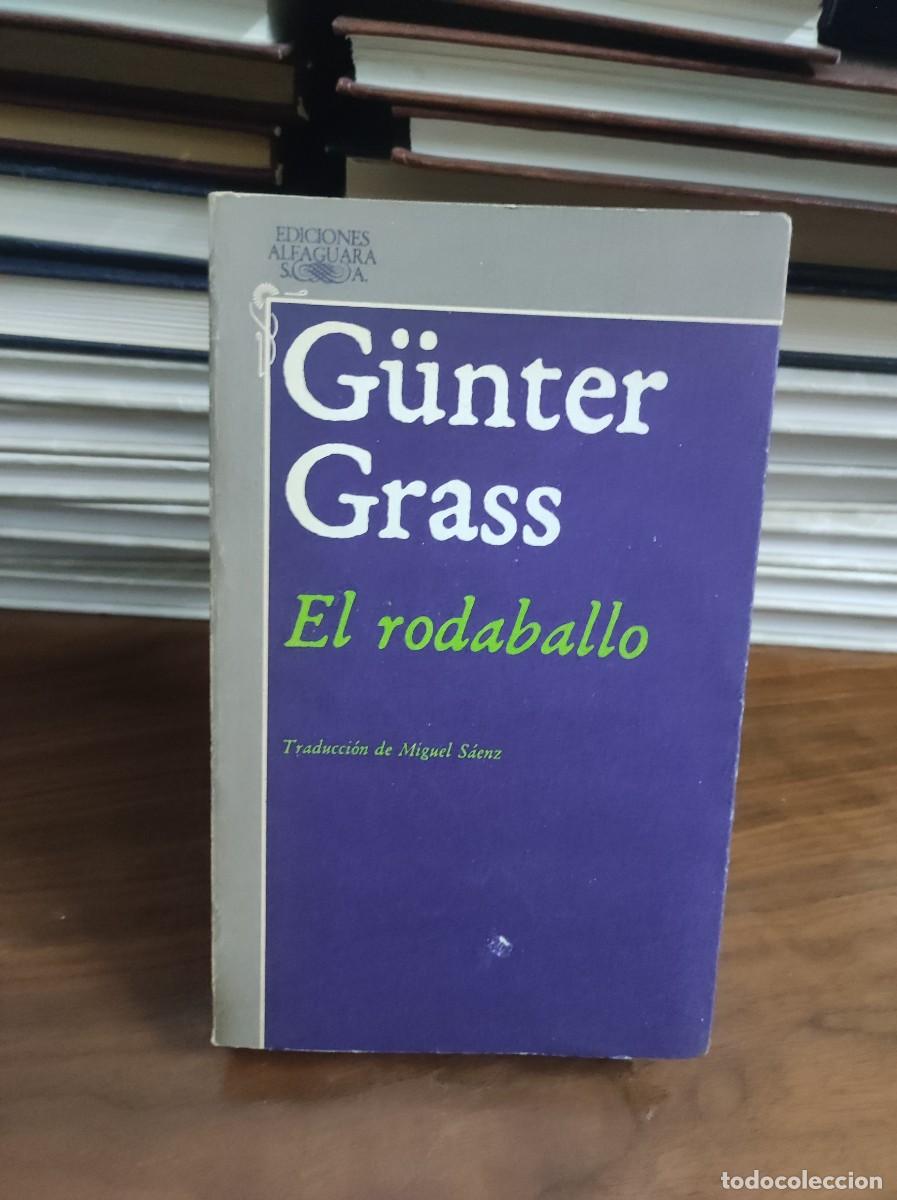 EDICIONES
ALFAGUARA
S. A.
Günter
Grass
El rodaballo
Traducción de Miguel Sáenz
todocoleccion